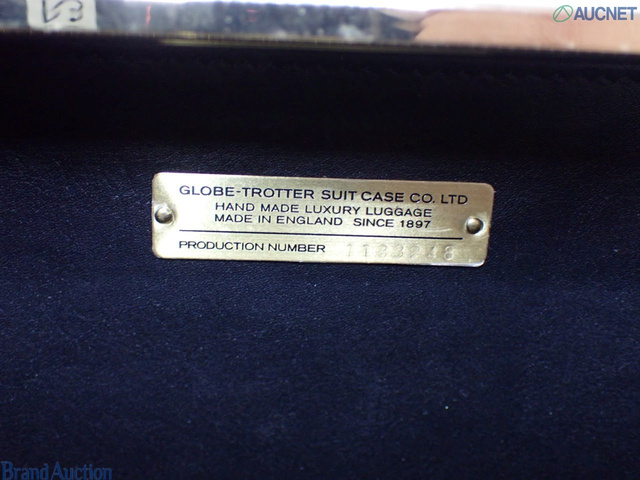 AUCNET
GLOBE-TROTTER SUIT CASE CO. LTD
HAND MADE LUXURY LUGGAGE
MADE IN ENGLAND SINCE 1897
PRODUCTION NUMBER
Brand Auction